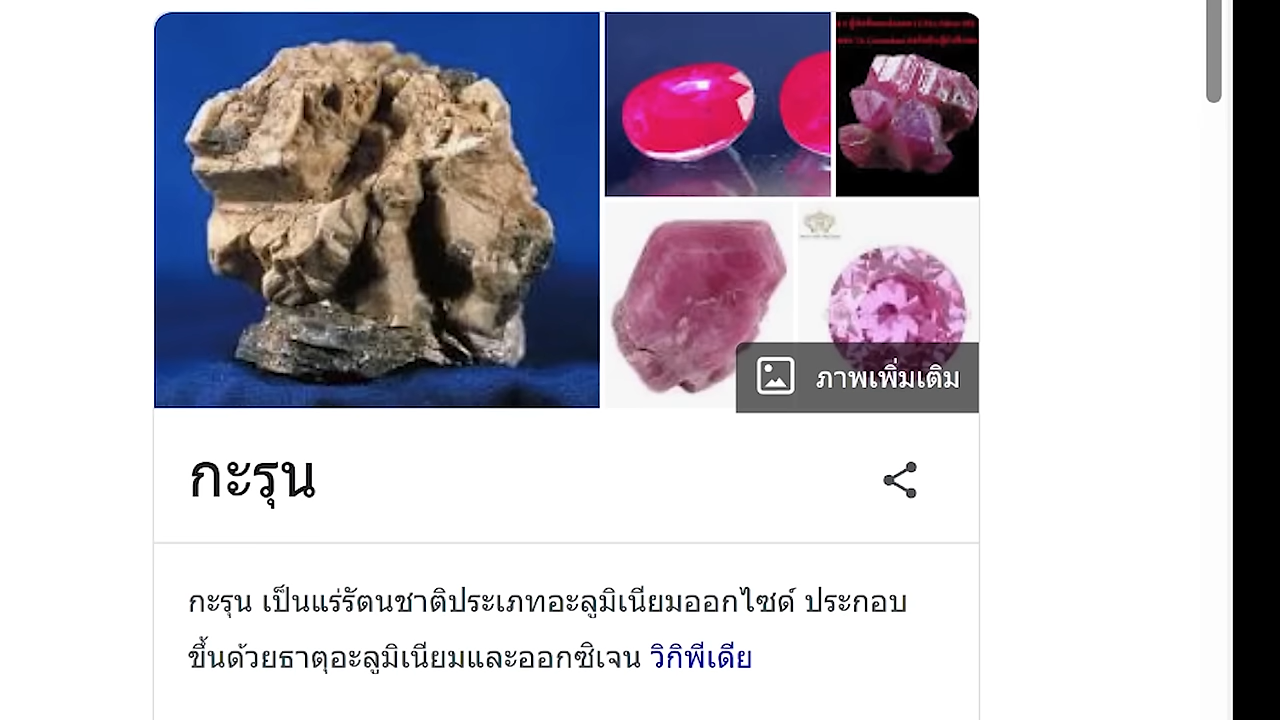 ภาพเพิ่มเติม
กะรุน
กะรุน เป็นแร่รัตนชาติประเภทอะลูมิเนียมออกไซด์ ประกอบ
ขึ้นด้วยธาตุอะลูมิเนียมและออกซิเจน วิกิพีเดีย